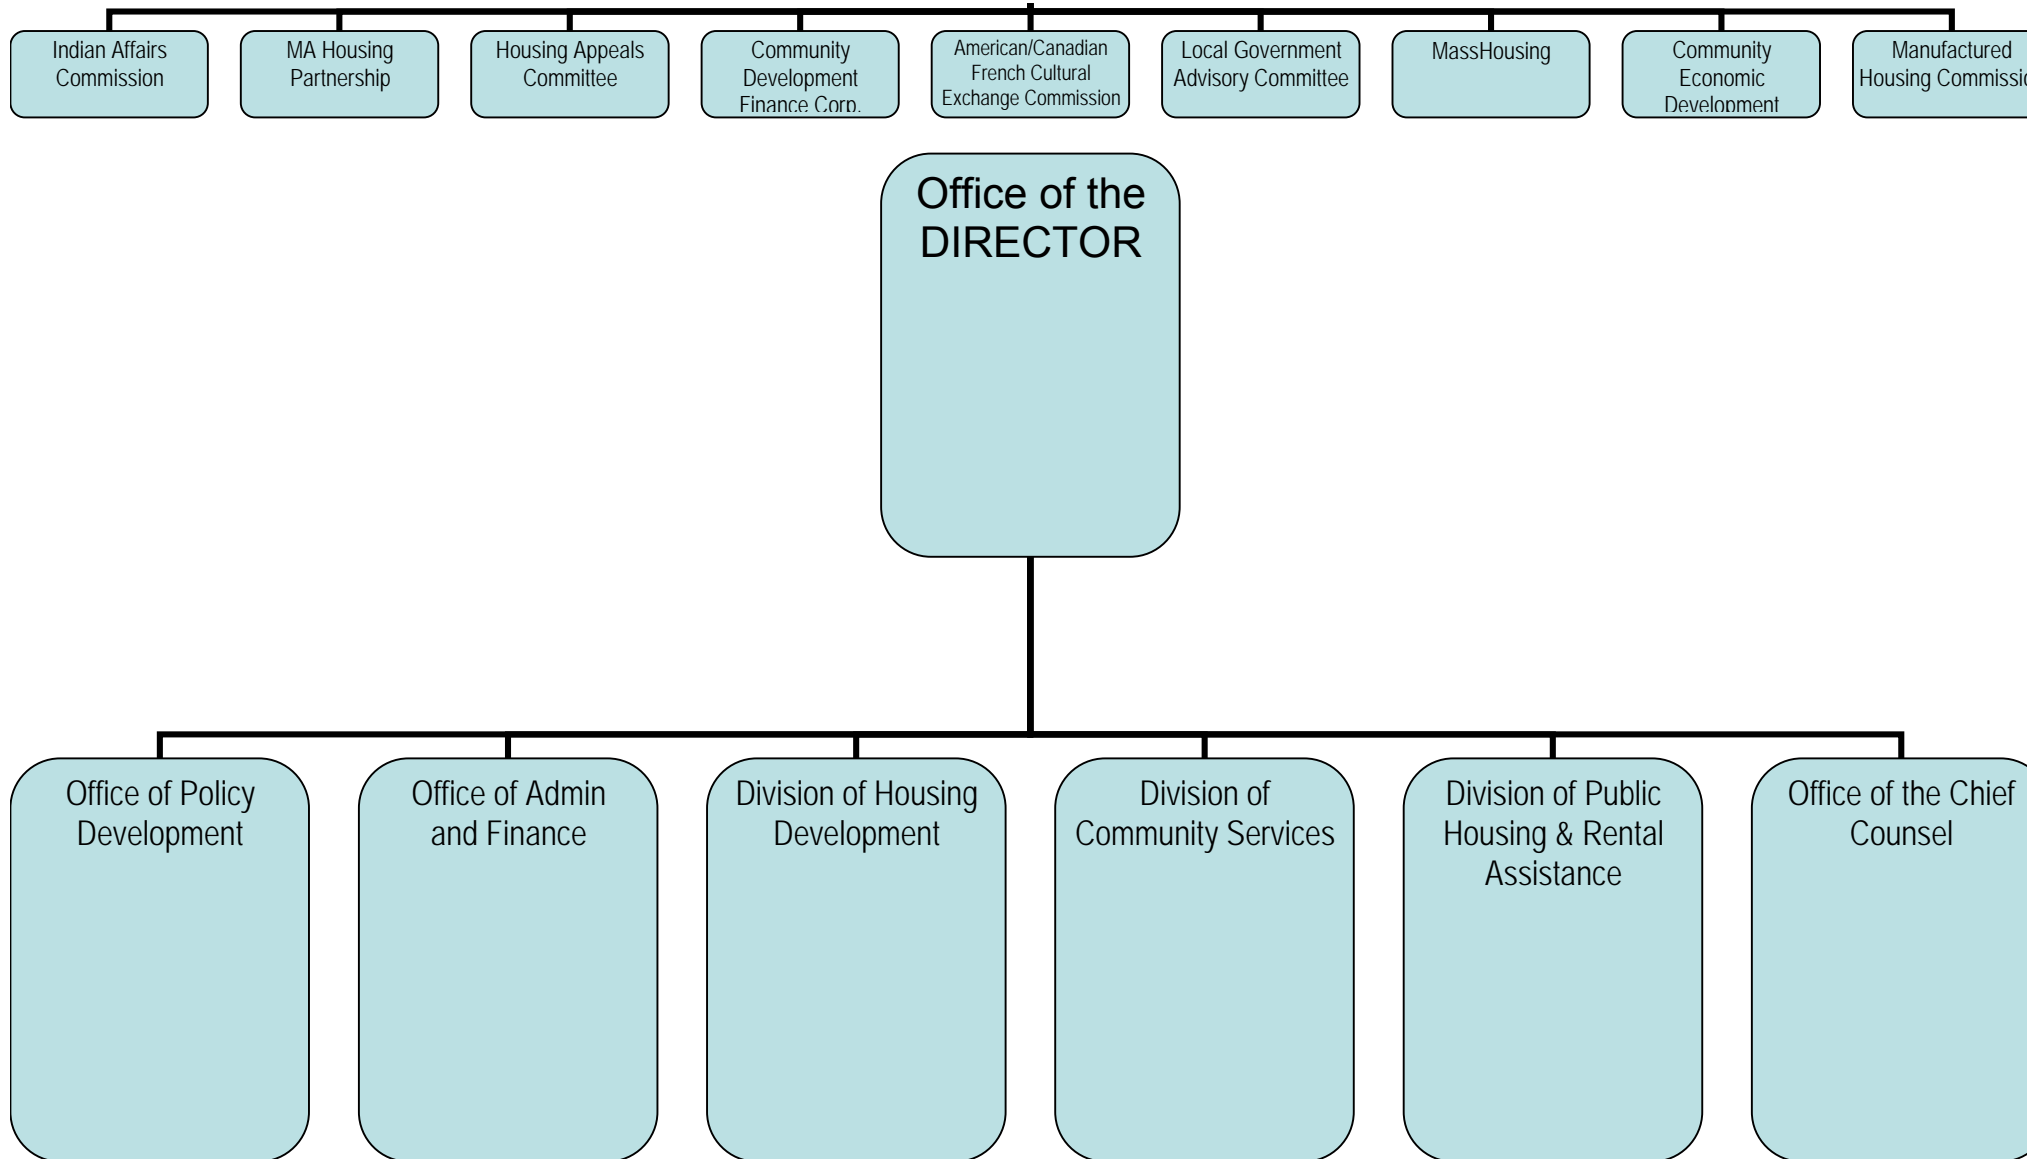 Indian Affairs
Commission
MA Housing
Partnership
Housing Appeals
Committee
Community
Development
Finance Corp.
American/Canadian
French Cultural
Exchange Commission
Local Government
Advisory Committee
MassHousing
Community
Economic
Development
Manufactured
Housing Commissio
Office of the
DIRECTOR
Office of Policy
Development
Office of Admin
and Finance
Division of Housing
Development
Division of
Community Services
Division of Public
Housing & Rental
Assistance
Office of the Chief
Counsel